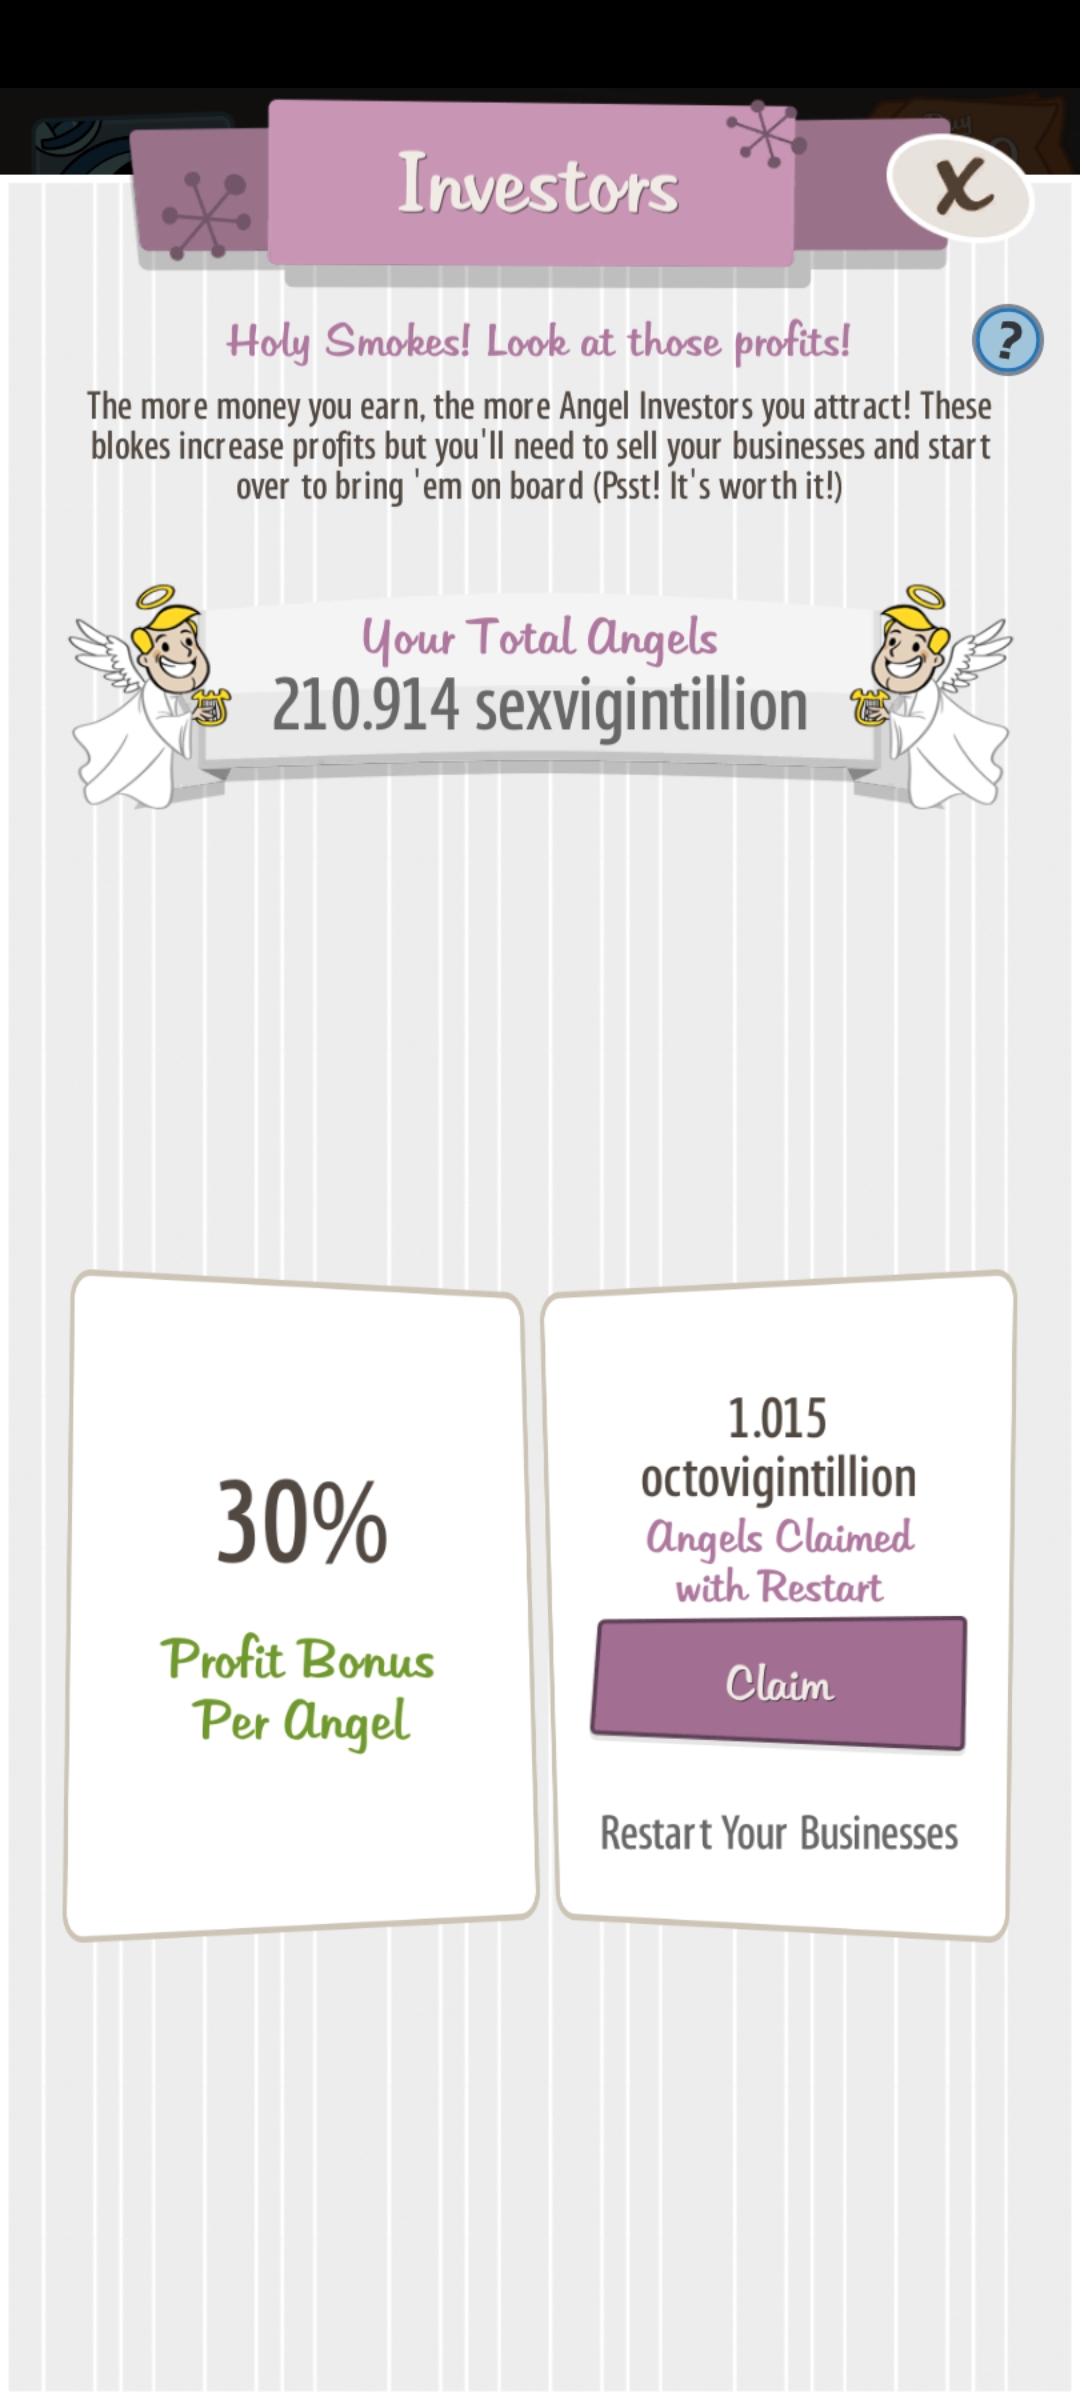 Investors
X
Holy Smokes! Look at those profits!
?
The more money you earn, the more Angel Investors you attract! These
blokes increase profits but you'll need to sell your businesses and start
over to bring 'em on board (Psst! It's worth it!)
Your Total Angels
210.914 sexvigintillion
30%
Profit Bonus
Per Angel
1.015
octovigintillion
Angels Claimed
with Restart
Claim
Restart Your Businesses